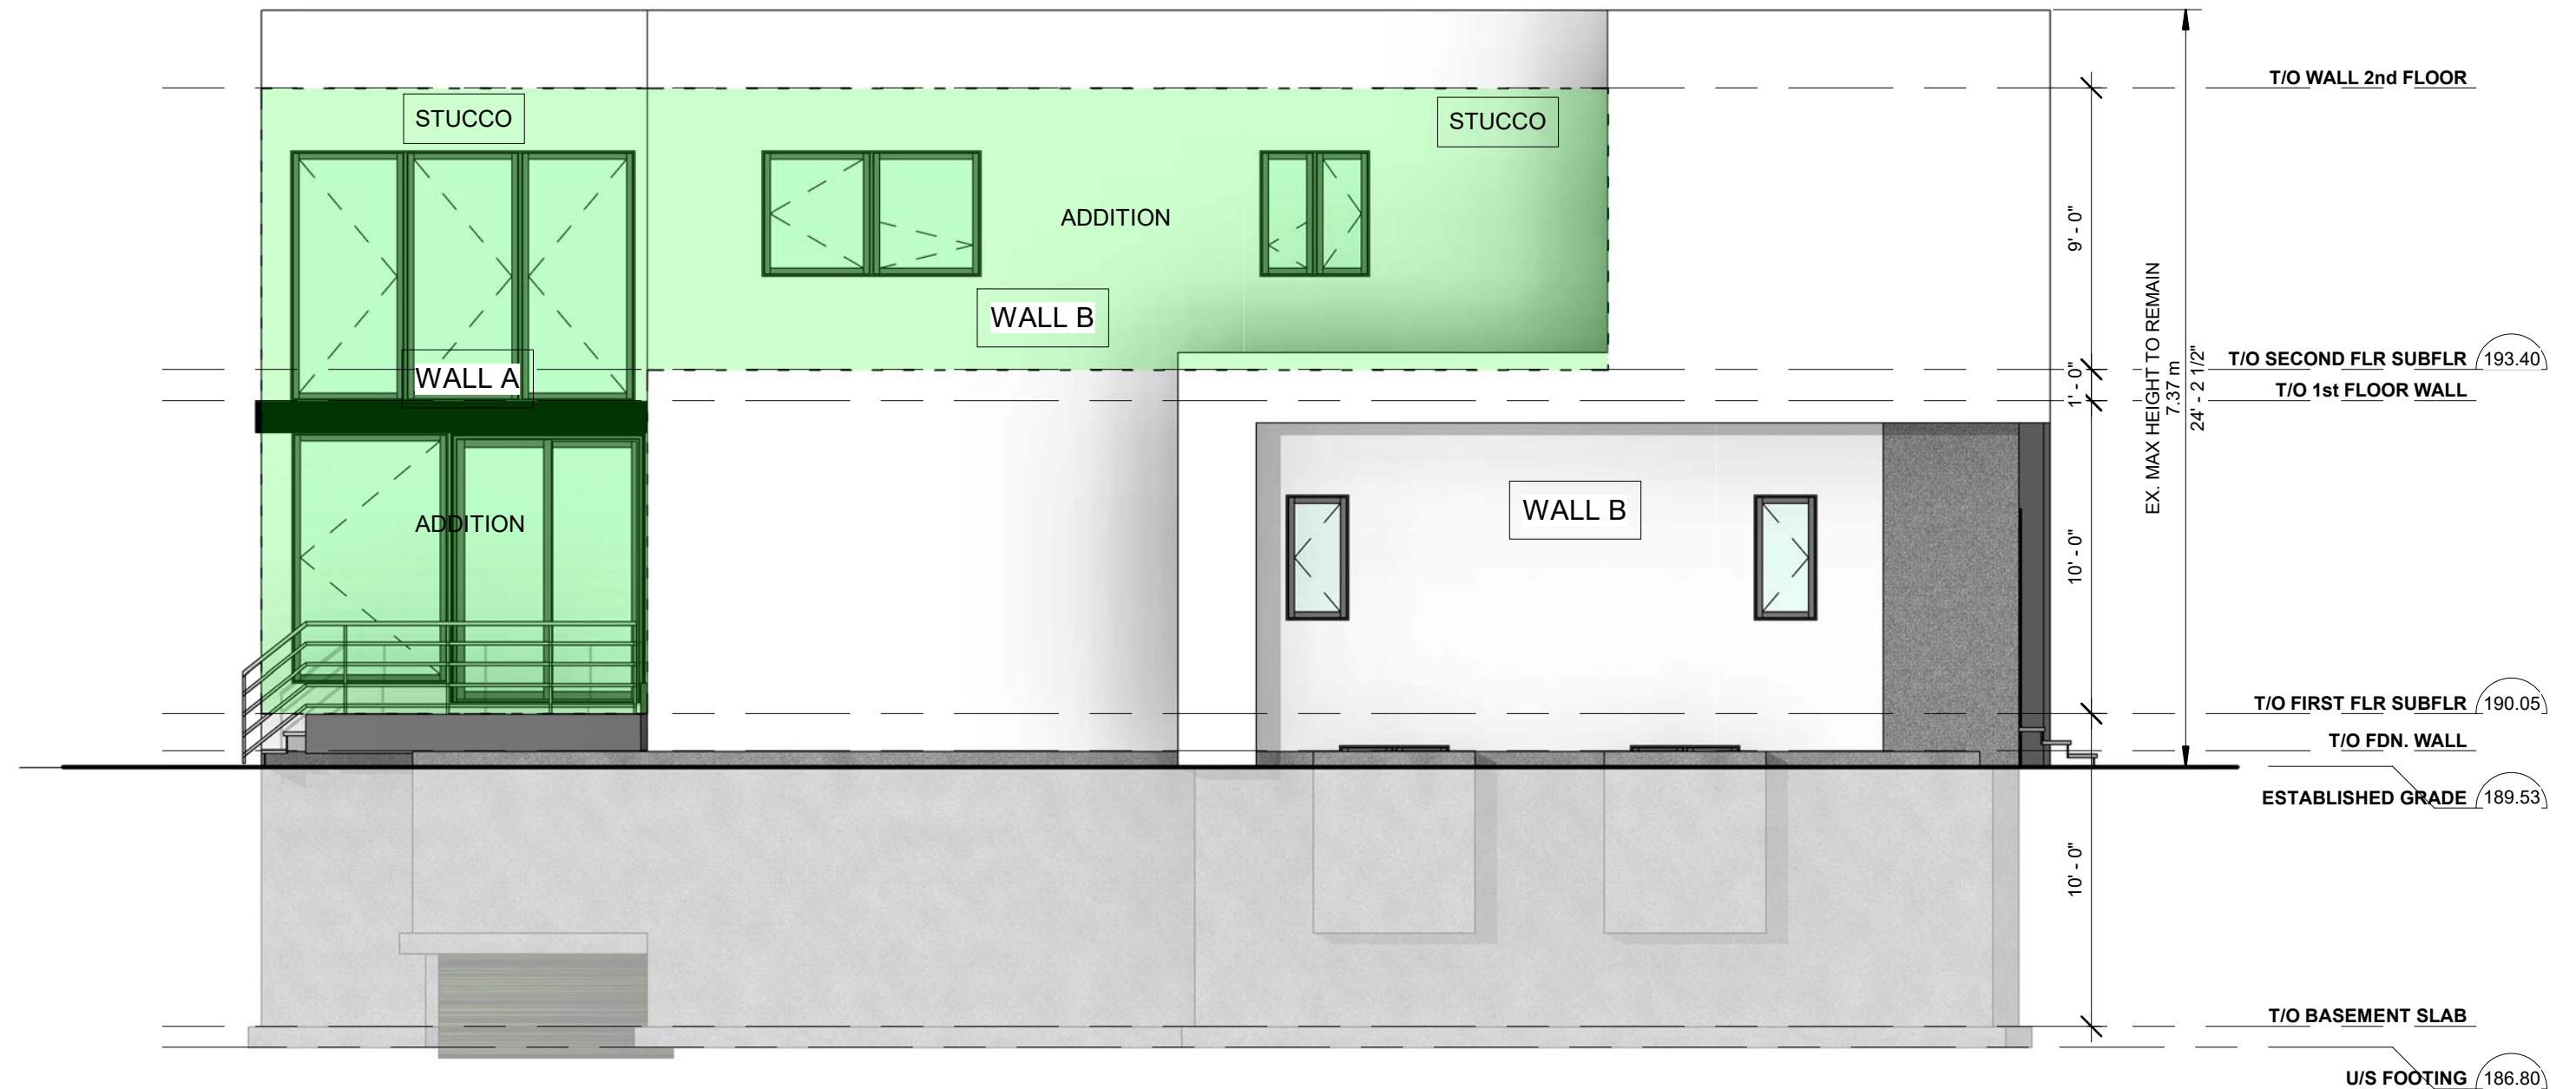 T/O WALL 2nd FLOOR
STUCCO
STUCCO
ADDITION
9' - 0"
WALL B
WALL A
T/O SECOND FLR SUBFLR 193.40
1' - 0"
T/O 1st FLOOR WALL
EX. MAX HEIGHT TO REMAIN
7.37 m
24' - 2 1/2"
WALL B
ADDITION
10' - 0"
T/O FIRST FLR SUBFLR 190.05
T/O FDN. WALL
ESTABLISHED GRADE 189.53
10' - 0"
T/O BASEMENT SLAB
U/S FOOTING 186.80